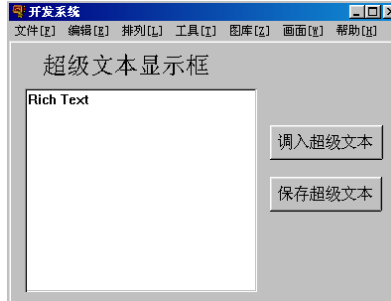 开发系统
文件[F] 编辑[E] 排列[L] 工具[T] 图库[Z] 画面[W] 帮助[H]
超级文本显示框
Rich Text
调入超级文本
保存超级文本